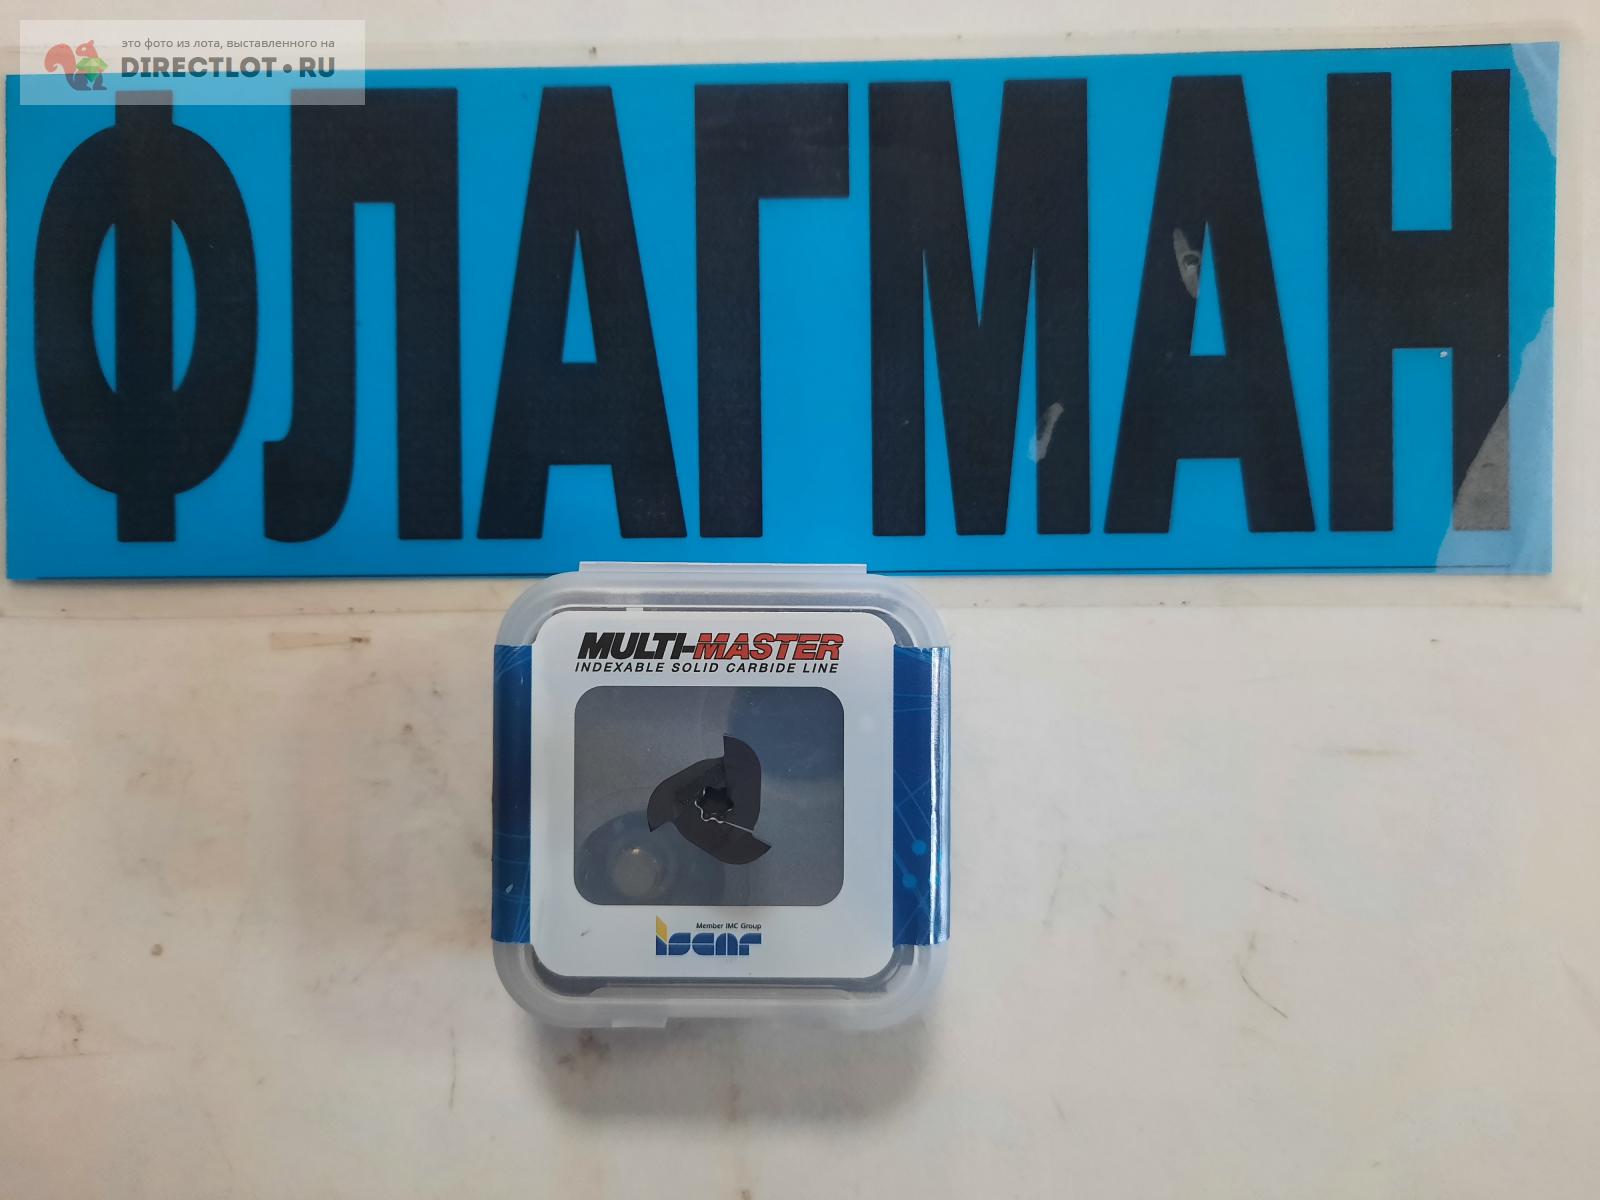 это фото из лота, выставленного на
DIRECTLOT•RU
ФЛАГМАН
MULTI-MASTER
INDEXABLE SOLID CARBIDE LINE
Member IMC Group
iscar